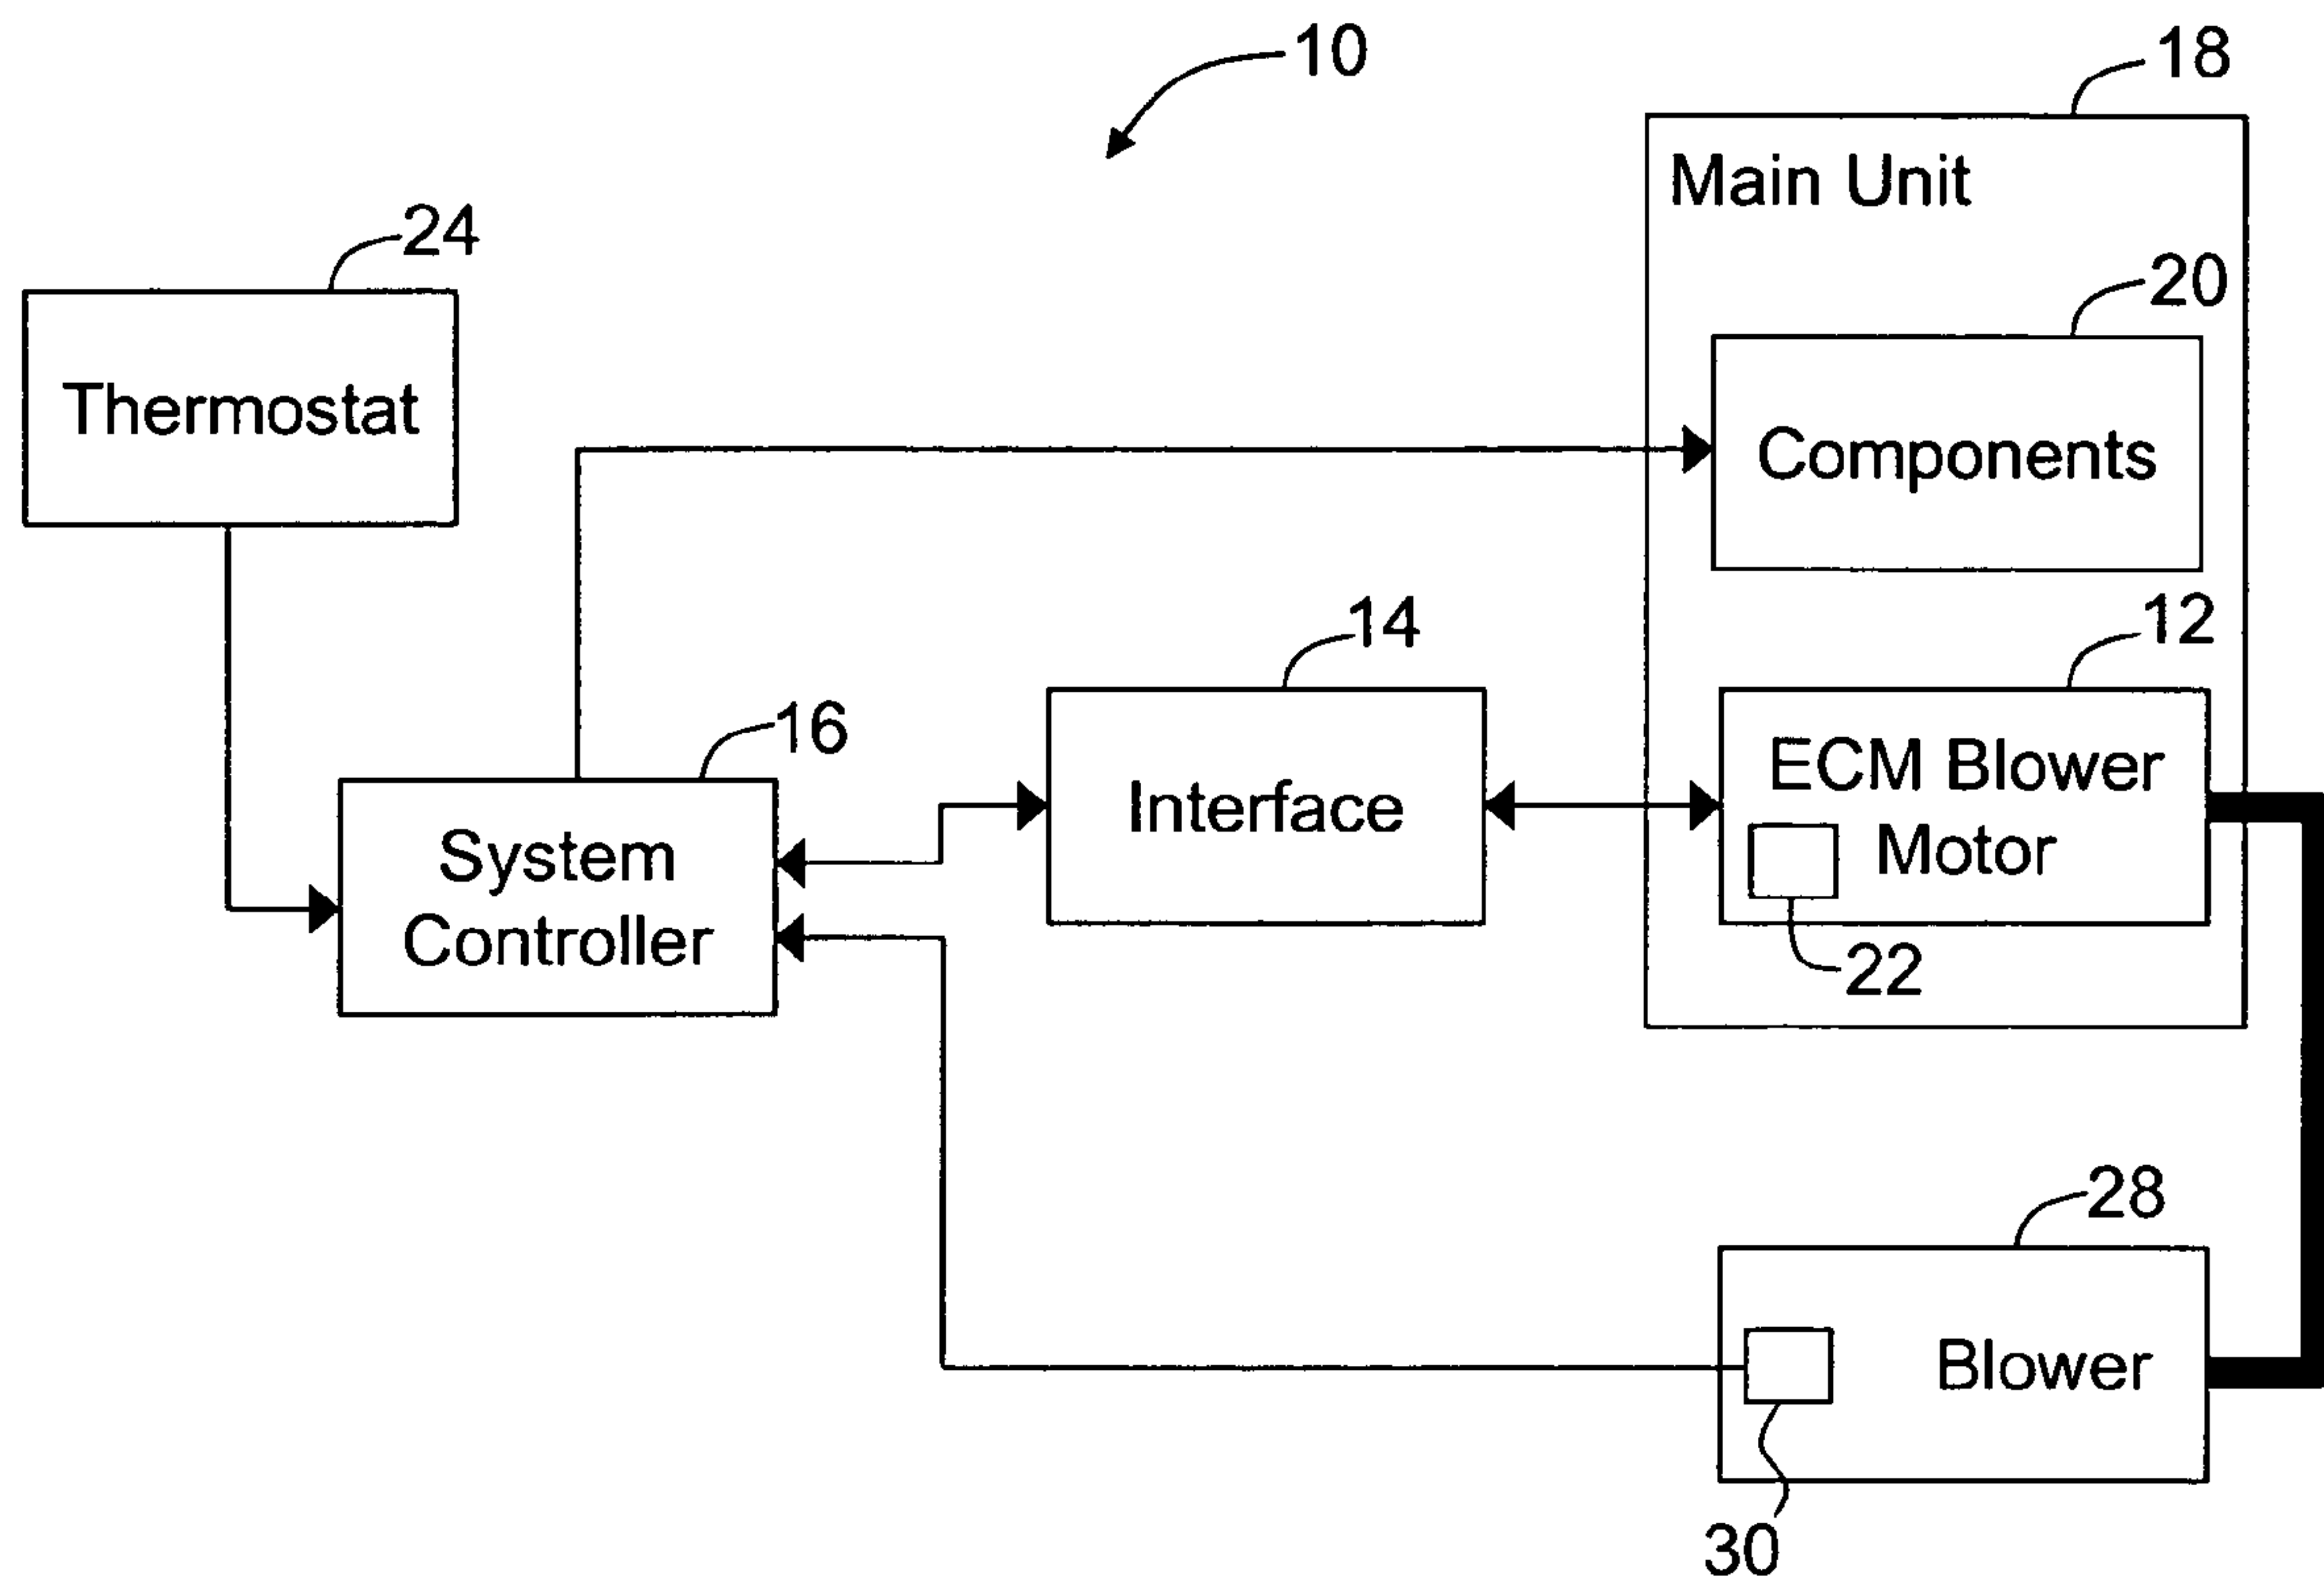 10
18
Main Unit
24
20
Thermostat
Components
14
12
16
ECM Blower
Motor
Interface
System
Controller
22
28
Blower
30